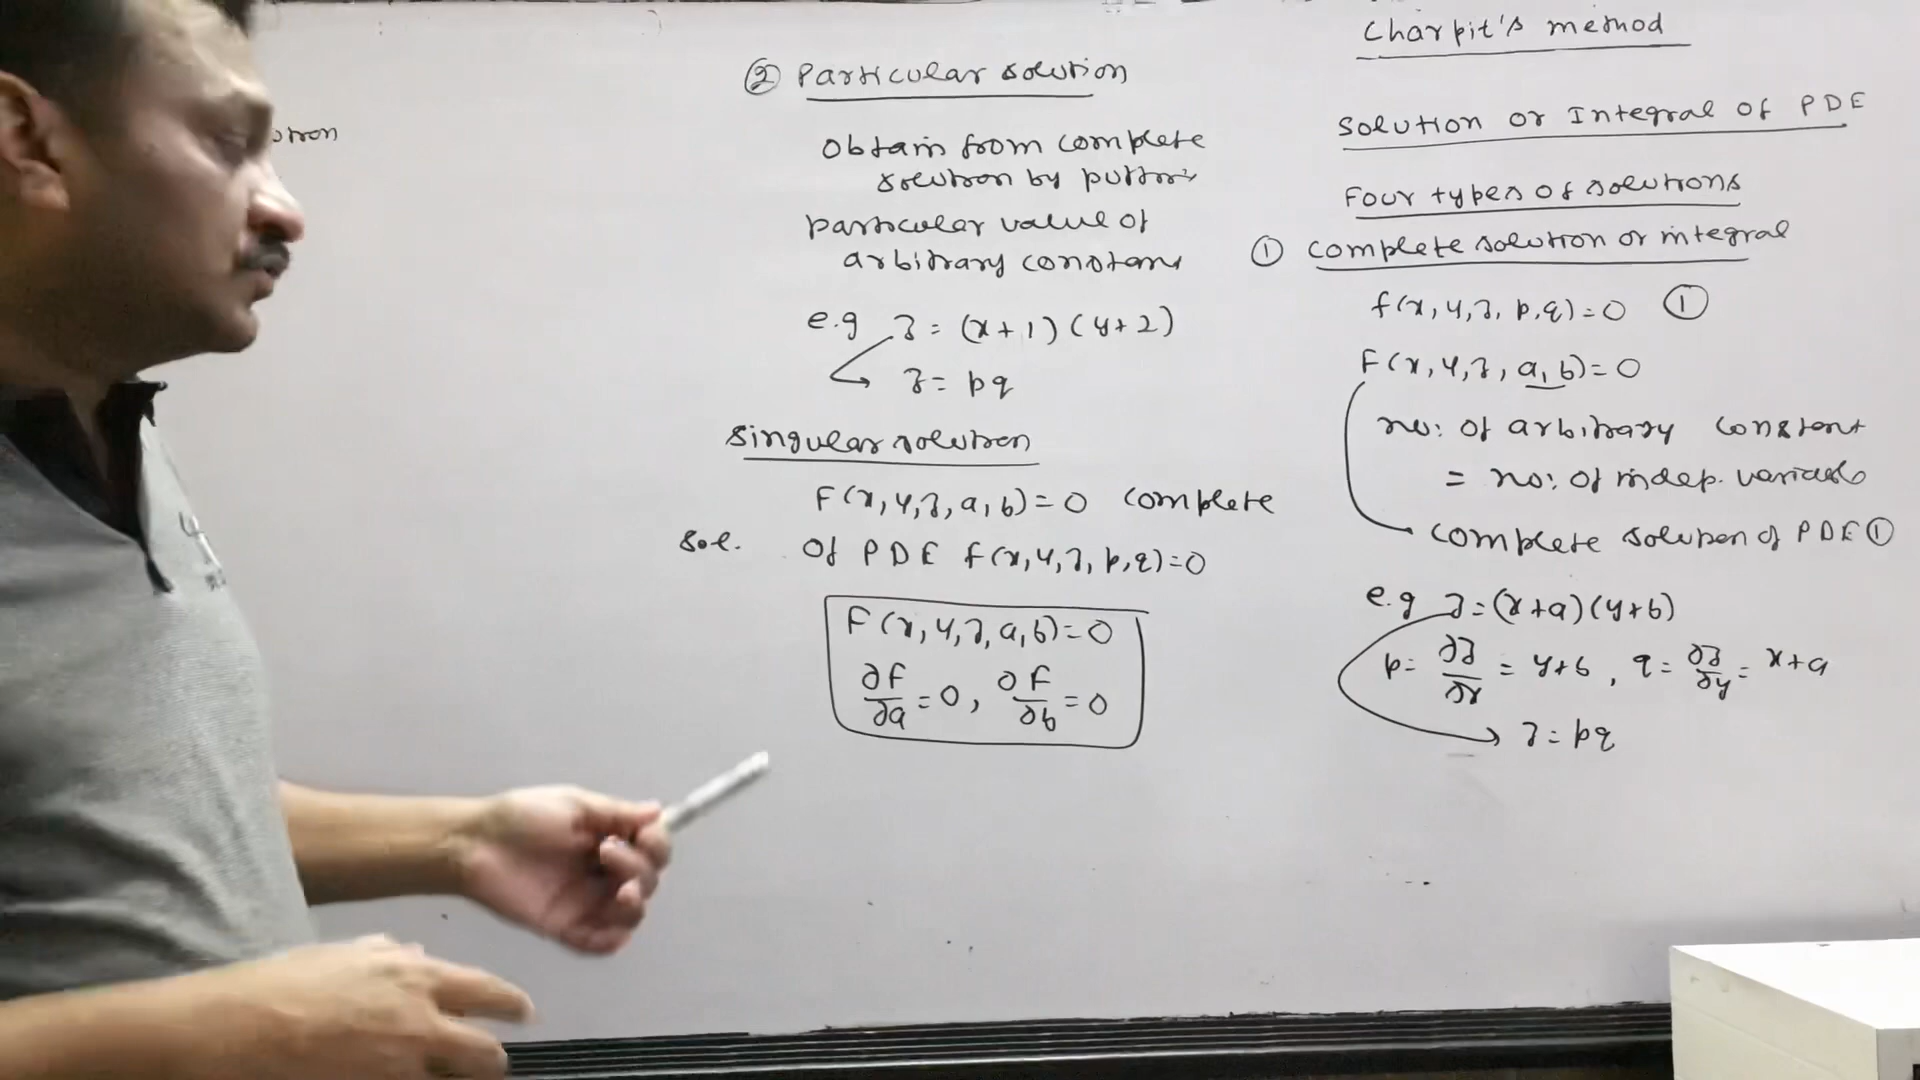 Charpit's method
Solution or Integral of PDE
Four types of solutions
① Complete solution or integral
f(x, y, z, p, q) = 0 ①
F(x, y, z, a, b) = 0
no: of arbitrary constant
= no: of indep. variable
Complete solution of PDE ①
e.g z = (x+a)(y+b)
p = ∂z/∂x = y+b , q = ∂z/∂y = x+a
z = pq
② Particular solution
Obtain from complete
solution by putting
particular value of
arbitrary constant
e.g z = (x+1)(y+2)
z = pq
Singular solution
F(x, y, z, a, b) = 0 complete
sol. of PDE f(x, y, z, p, q) = 0
F(x, y, z, a, b) = 0
∂F/∂a = 0, ∂F/∂b = 0